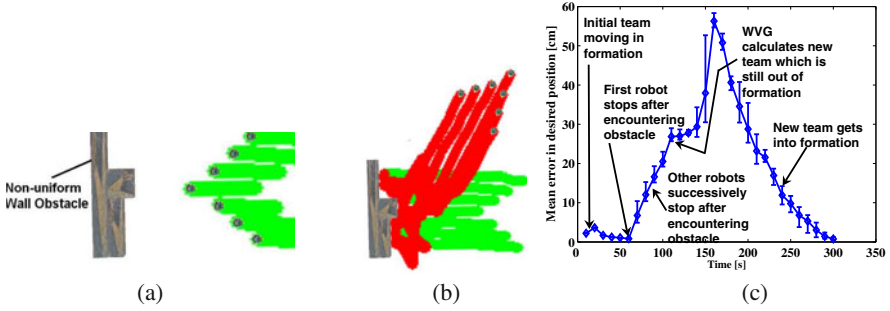 Non-uniform
Wall Obstacle
(a)
(b)
Mean error in desired position [cm]
60
50
40
30
20
10
0
Initial team
moving in
formation
First robot
stops after
encountering
obstacle
WVG
calculates new
team which is
still out of
formation
New team gets
into formation
Other robots
successively
stop after
encountering
obstacle
0
50
100
150
200
250
300
350
Time [s]
(c)